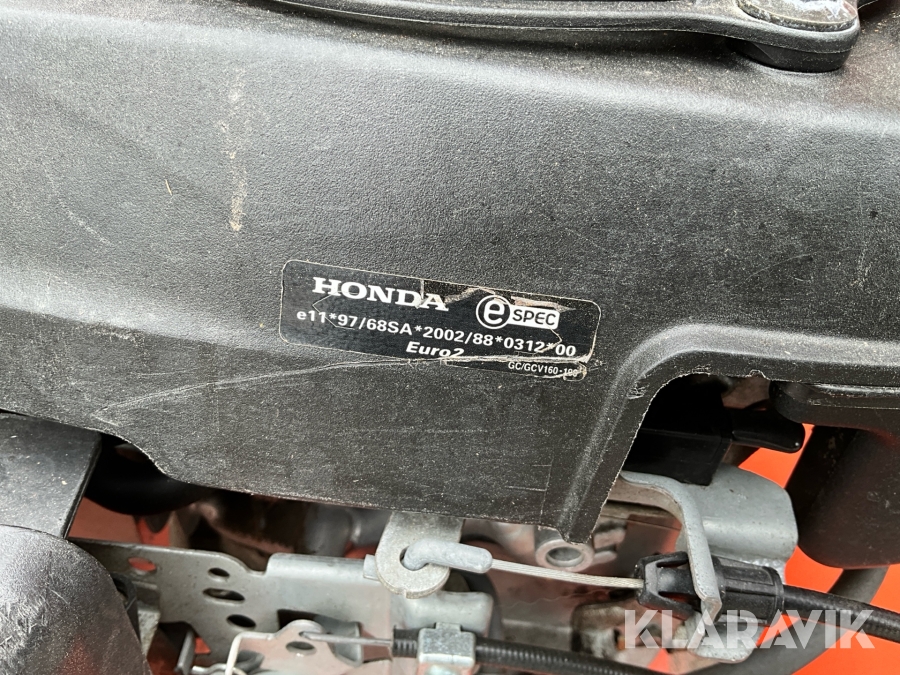 HONDA e SPEC
e11*97/68SA*2002/88*0312*00
Euro2
GC/GCV160-190
KLARAVIK